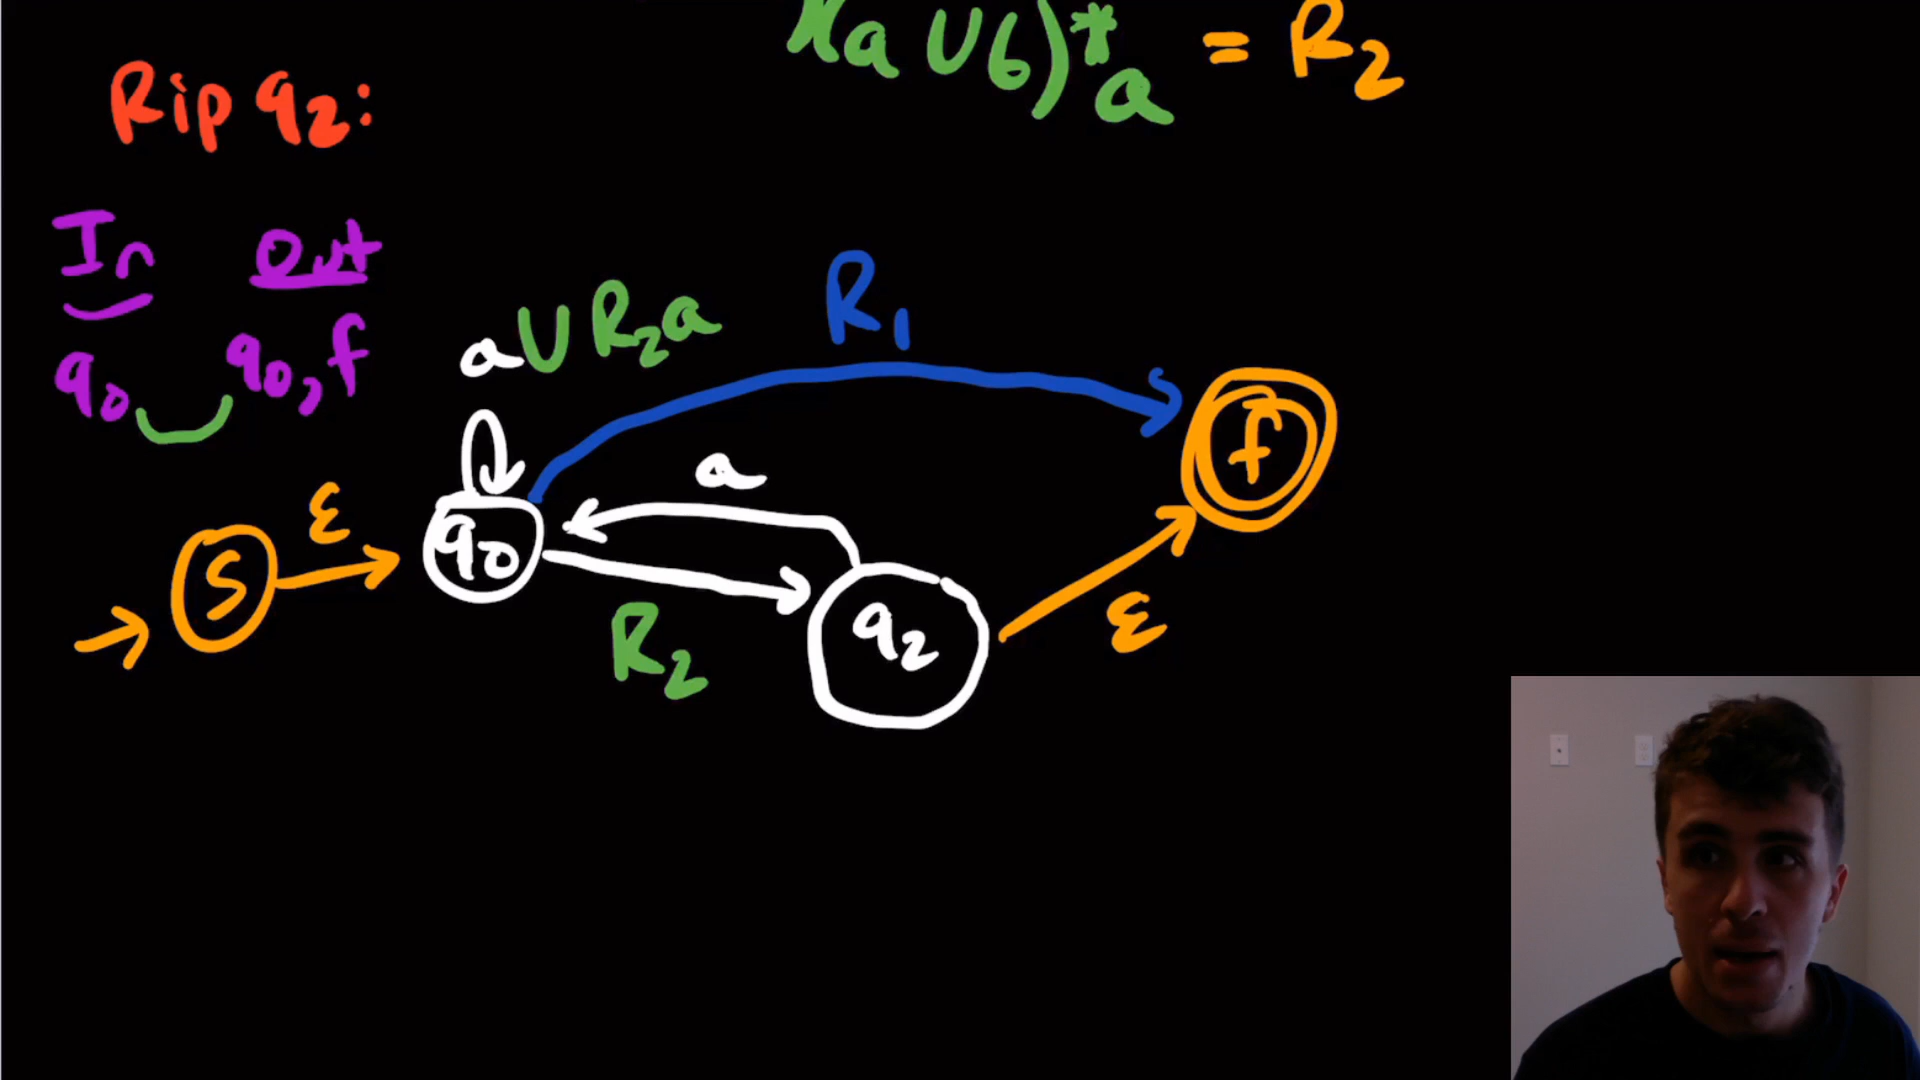 (a ∪ b)*a = R₂
Rip q₂:
In Out
q₀ q₀, f
a ∪ R₂a
R₁
f
a
ε
q₀
S
R₂
q₂
ε